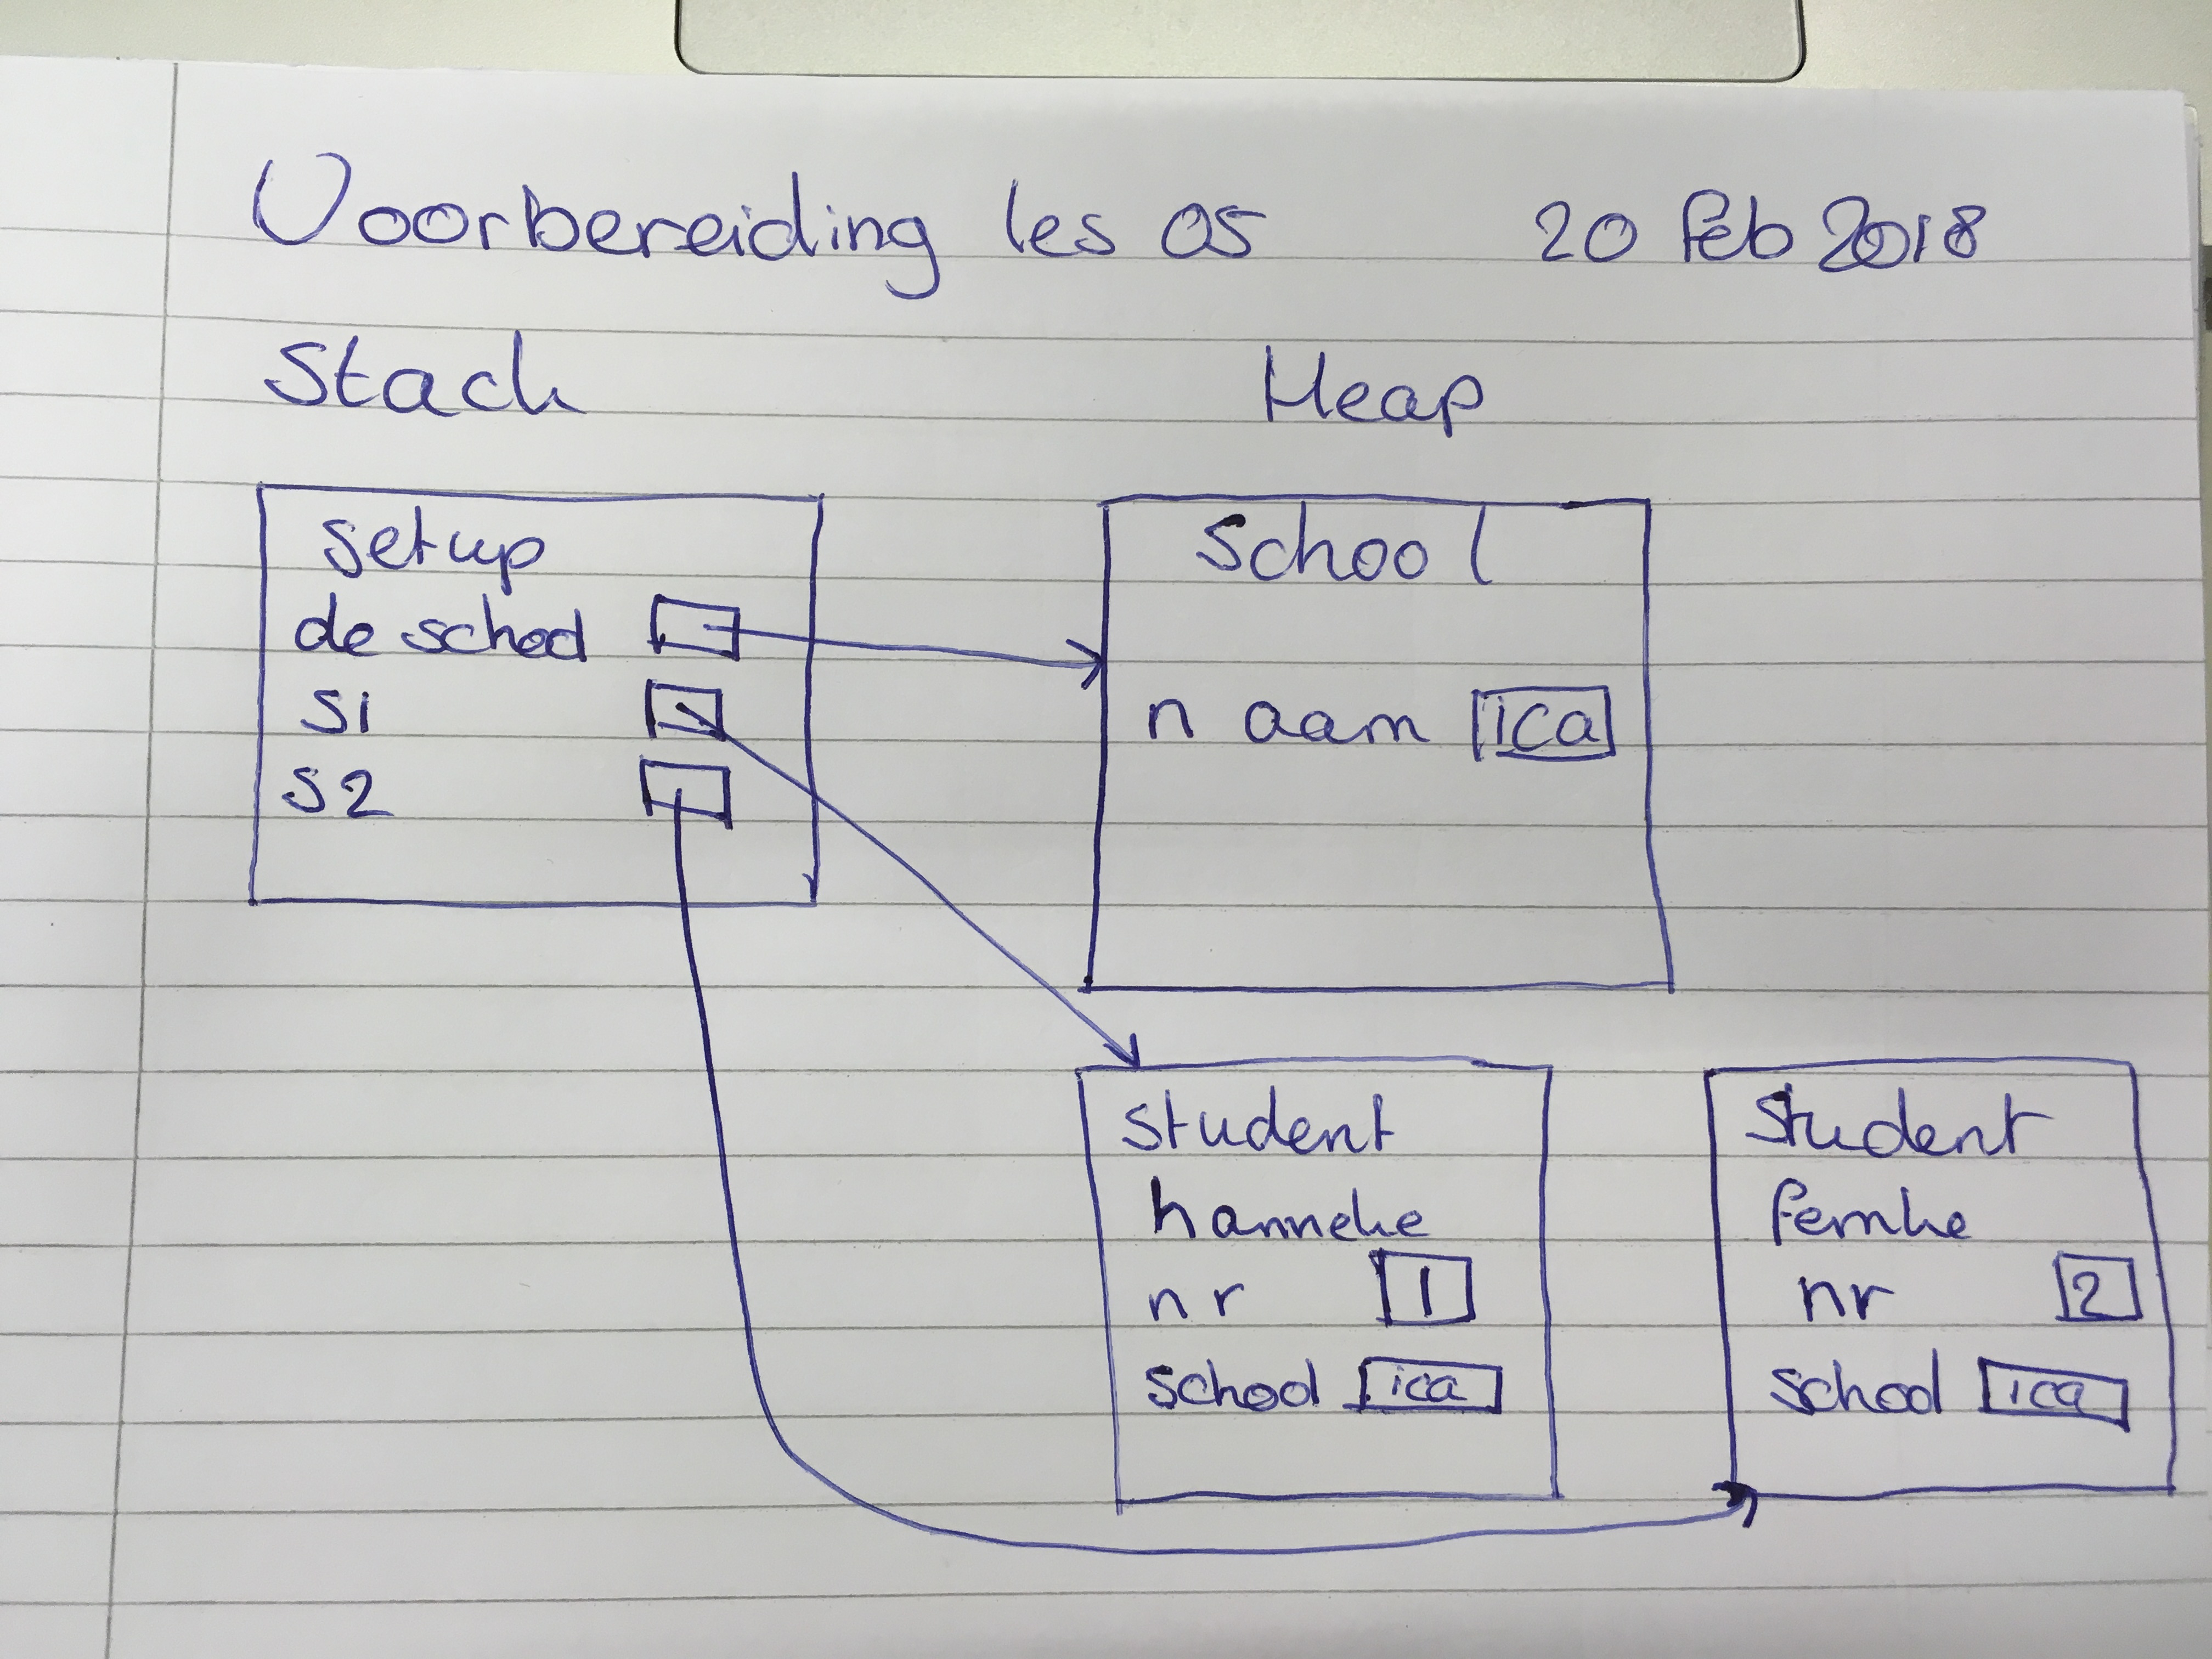 Voorbereiding les 05 20 feb 2018
Stack Heap
Setup
de school
S1
S2
School
naam ica
Student
hanneke
nr 1
school ica
Student
femke
nr 2
school ica